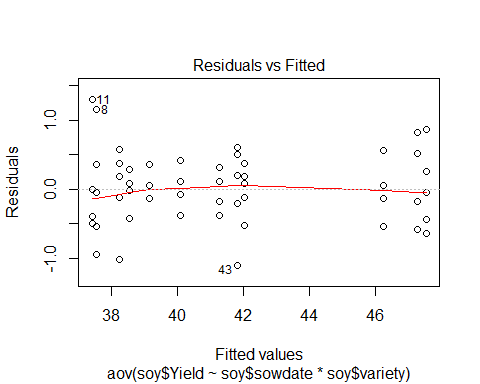 Residuals vs Fitted
Residuals
1.0
0.0
-1.0
11
8
43
38 40 42 44 46
Fitted values
aov(soy$Yield ~ soy$sowdate * soy$variety)